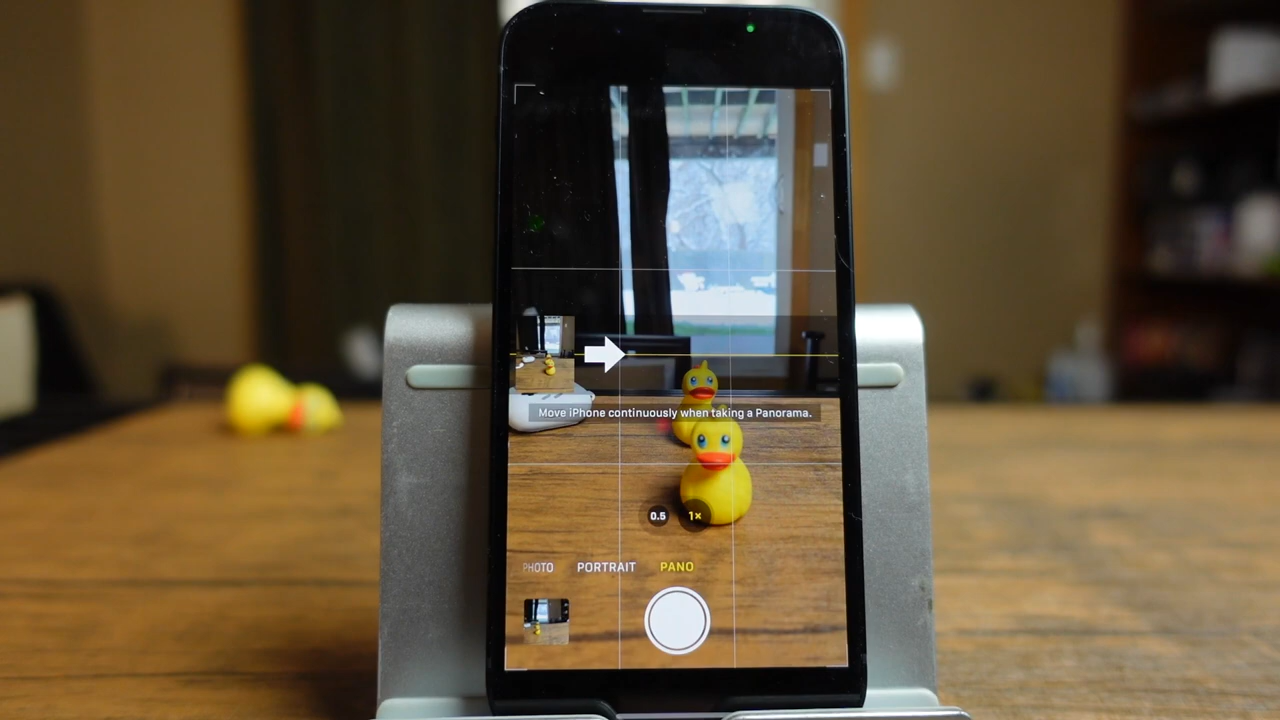 Move iPhone continuously when taking a Panorama.
0.5 1×
PHOTO PORTRAIT PANO